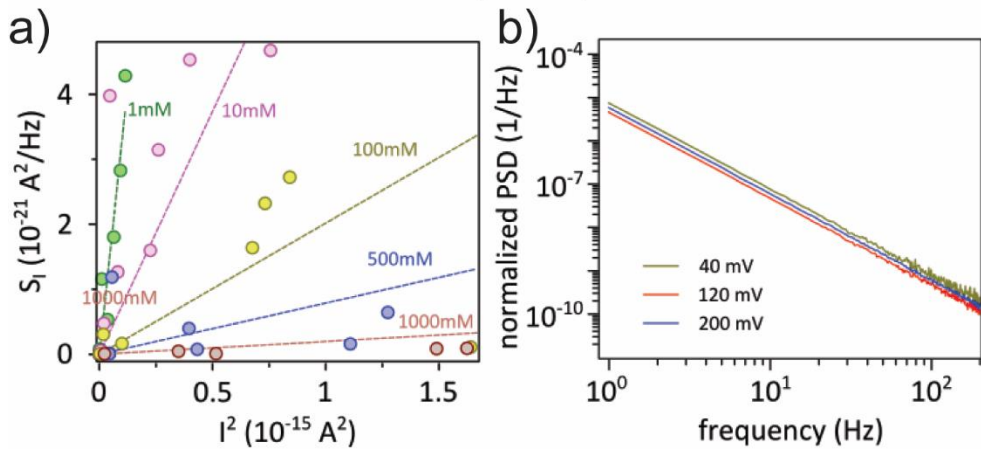 a)
S_I (10^-21 A^2/Hz)
4
2
0
1mM
10mM
100mM
500mM
1000mM
1000mM
0
0.5
1
1.5
I^2 (10^-15 A^2)
b)
normalized PSD (1/Hz)
10^-4
10^-7
10^-10
40 mV
120 mV
200 mV
10^0
10^1
10^2
frequency (Hz)